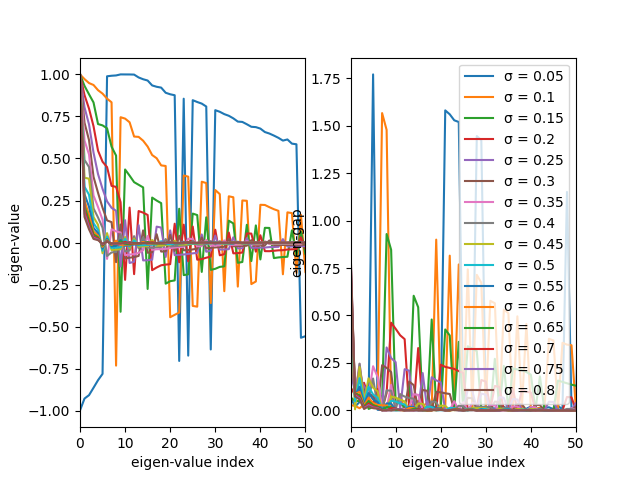 1.00
0.75
0.50
0.25
0.00
−0.25
−0.50
−0.75
−1.00
eigen-value
0 10 20 30 40 50
eigen-value index
1.75
1.50
1.25
1.00
0.75
0.50
0.25
0.00
eigen-gap
0 10 20 30 40 50
eigen-value index
σ = 0.05
σ = 0.1
σ = 0.15
σ = 0.2
σ = 0.25
σ = 0.3
σ = 0.35
σ = 0.4
σ = 0.45
σ = 0.5
σ = 0.55
σ = 0.6
σ = 0.65
σ = 0.7
σ = 0.75
σ = 0.8